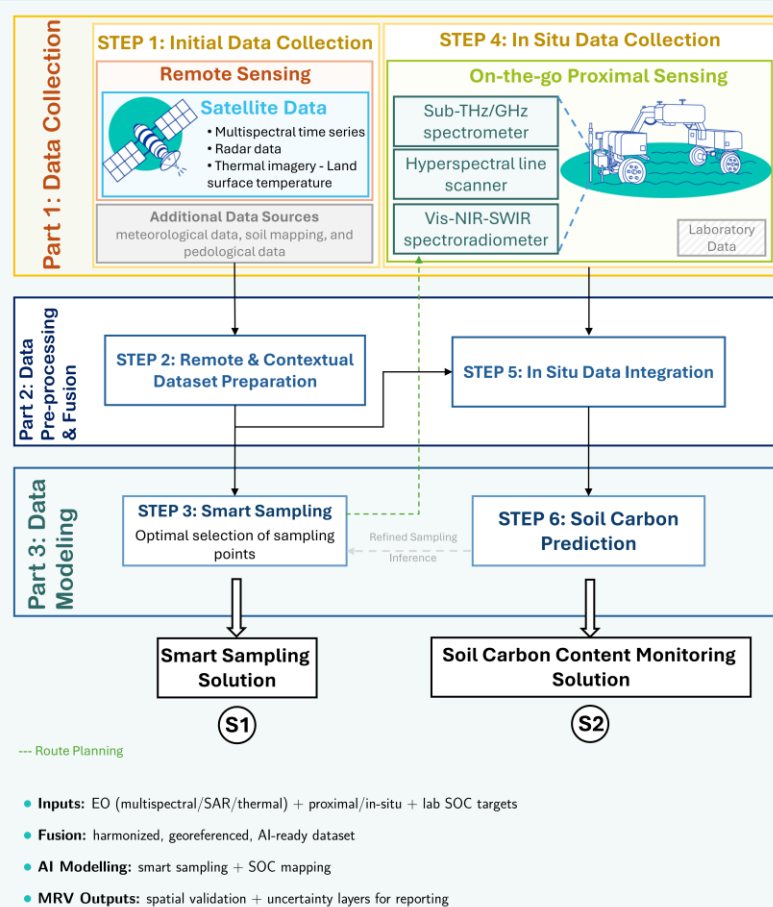 Part 1: Data Collection
STEP 1: Initial Data Collection
Remote Sensing
Satellite Data
• Multispectral time series
• Radar data
• Thermal imagery - Land
surface temperature
Additional Data Sources
meteorological data, soil mapping, and
pedological data
STEP 4: In Situ Data Collection
On-the-go Proximal Sensing
Sub-THz/GHz
spectrometer
Hyperspectral line
scanner
Vis-NIR-SWIR
spectroradiometer
Laboratory
Data
Part 2: Data
Pre-processing
& Fusion
STEP 2: Remote & Contextual
Dataset Preparation
STEP 5: In Situ Data Integration
Part 3: Data
Modeling
STEP 3: Smart Sampling
Optimal selection of sampling
points
Refined Sampling
Inference
STEP 6: Soil Carbon
Prediction
Smart Sampling
Solution
S1
Soil Carbon Content Monitoring
Solution
S2
--- Route Planning
• Inputs: EO (multispectral/SAR/thermal) + proximal/in-situ + lab SOC targets
• Fusion: harmonized, georeferenced, AI-ready dataset
• AI Modelling: smart sampling + SOC mapping
• MRV Outputs: spatial validation + uncertainty layers for reporting